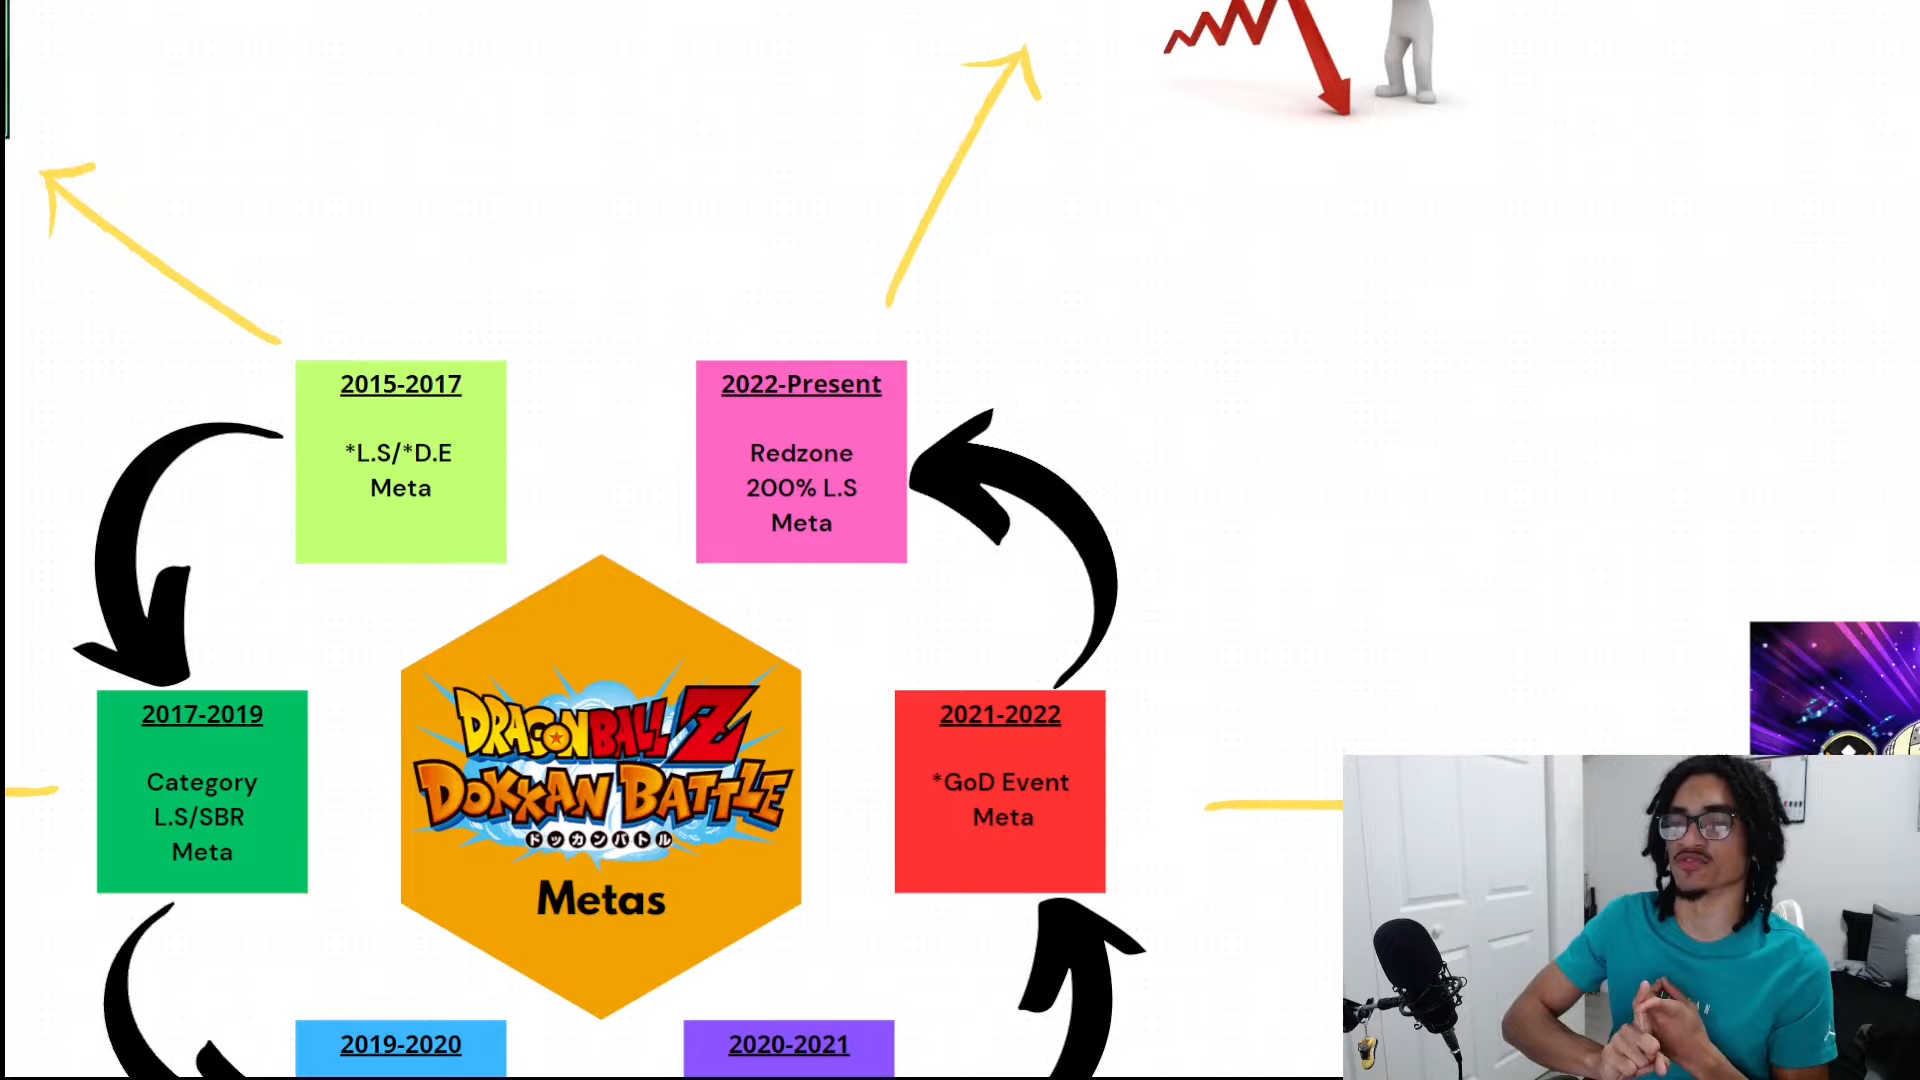 2015-2017
*L.S/*D.E
Meta
2022-Present
Redzone
200% L.S
Meta
2017-2019
Category
L.S/SBR
Meta
DRAGON BALL Z
DOKKAN BATTLE
ドッカンバトル
Metas
2021-2022
*GoD Event
Meta
2019-2020
2020-2021